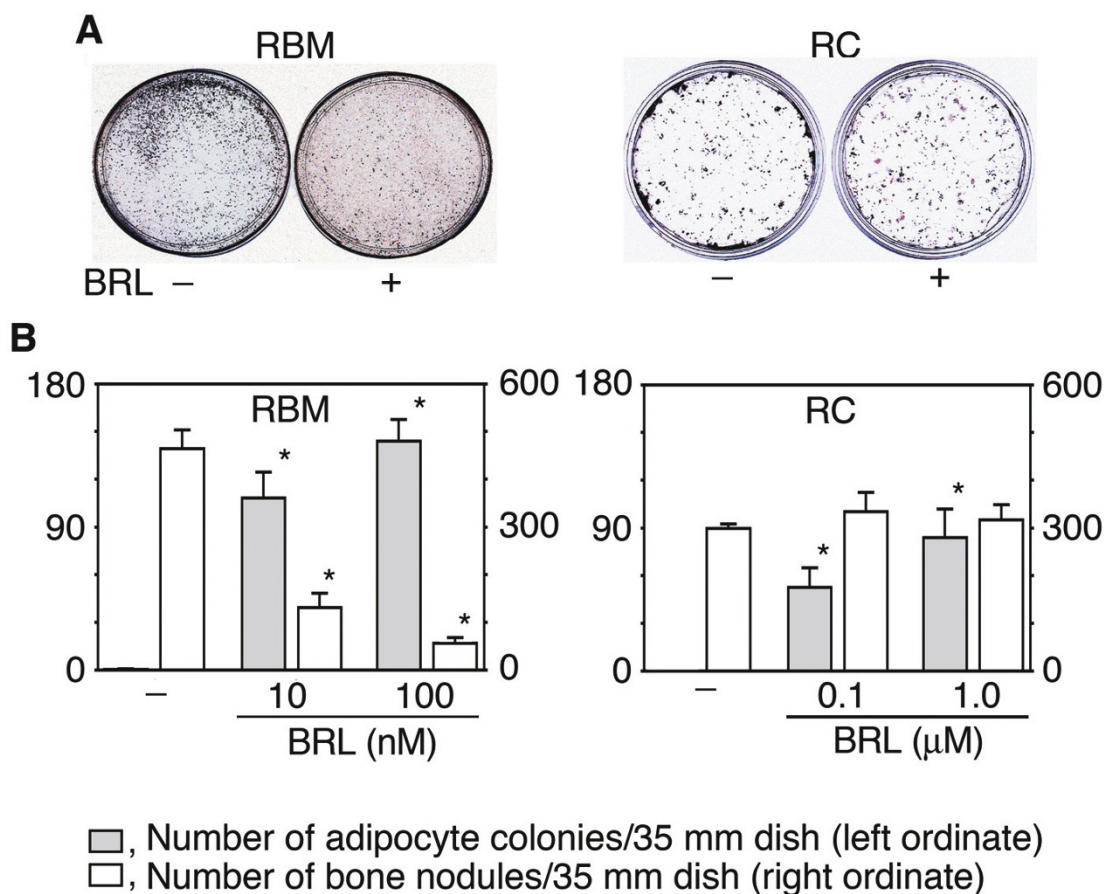 A
RBM
RC
BRL – +
– +
B
180
90
0
600
300
0
RBM
*
*
*
*
– 10 100
BRL (nM)
180
90
0
600
300
0
RC
*
*
– 0.1 1.0
BRL (μM)
, Number of adipocyte colonies/35 mm dish (left ordinate)
, Number of bone nodules/35 mm dish (right ordinate)